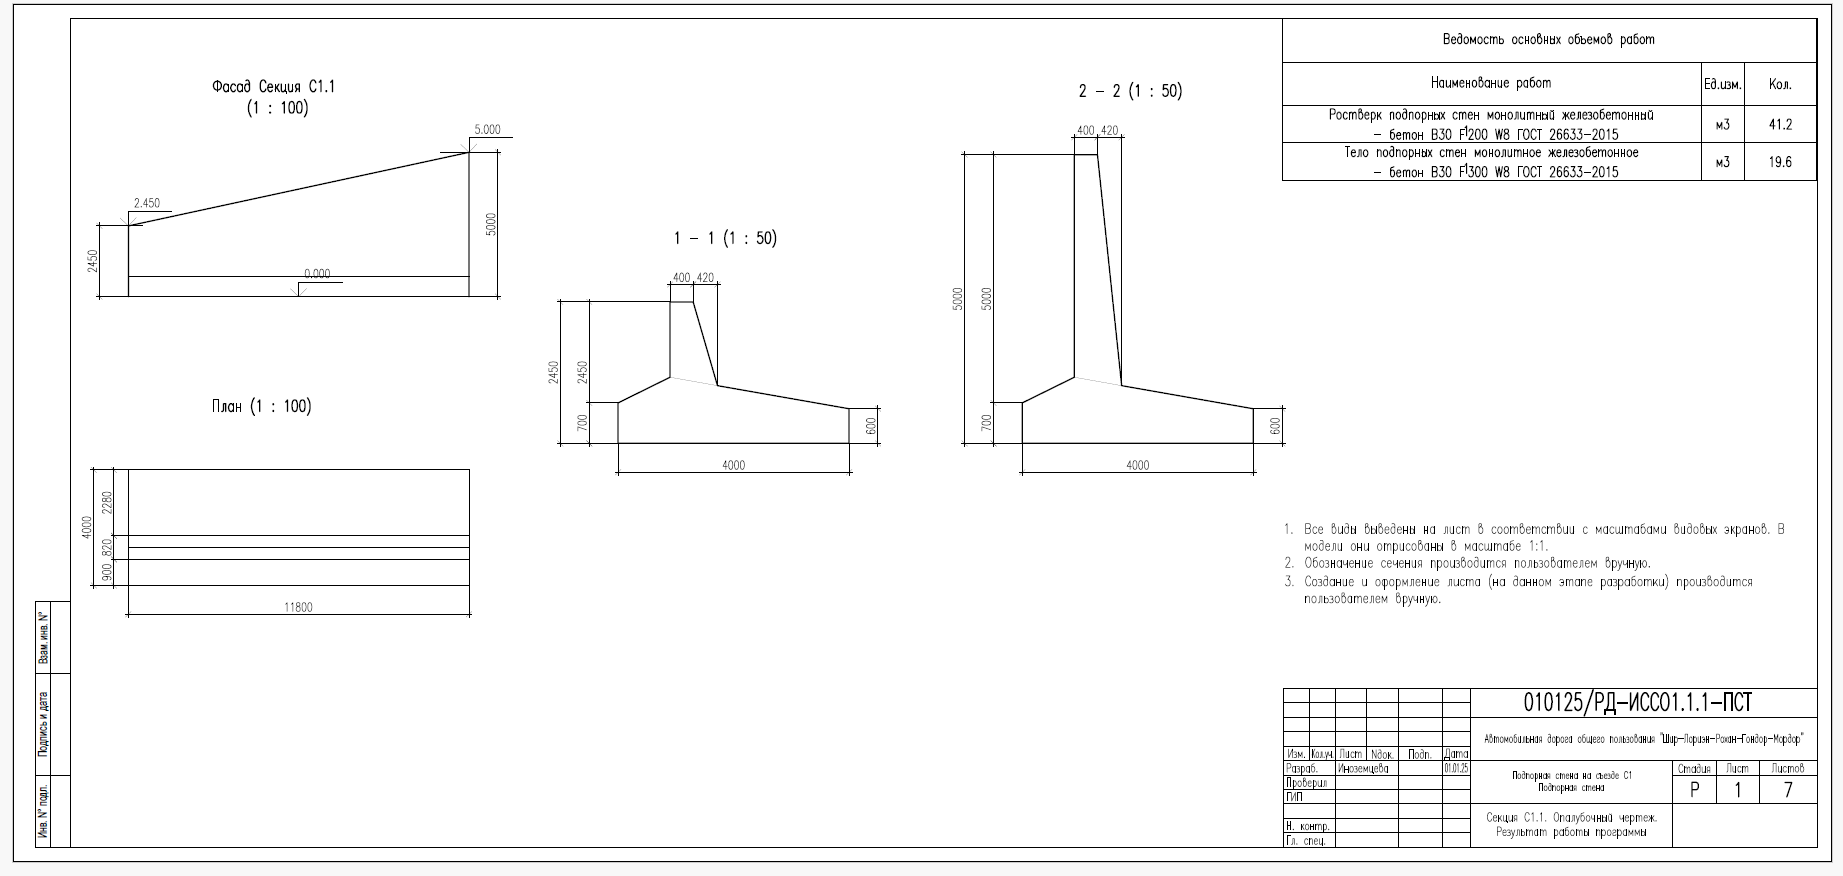 Фасад Секция С1.1
(1 : 100)
5.000
2.450
2450
5000
0.000
План (1 : 100)
4000
2280
820
900
11800
1 – 1 (1 : 50)
400 420
2450
2450
700
600
4000
2 – 2 (1 : 50)
400 420
5000
5000
700
600
4000
Ведомость основных объемов работ
Наименование работ Ед.изм. Кол.
Ростверк подпорных стен монолитный железобетонный
– бетон В30 F¹200 W8 ГОСТ 26633–2015 м3 41.2
Тело подпорных стен монолитное железобетонное
– бетон В30 F¹300 W8 ГОСТ 26633–2015 м3 19.6
1. Все виды выведены на лист в соответствии с масштабами видовых экранов. В
модели они отрисованы в масштабе 1:1.
2. Обозначение сечения производится пользователем вручную.
3. Создание и оформление листа (на данном этапе разработки) производится
пользователем вручную.
Взам. инв. N°
Подпись и дата
Инв. N° подл.
010125/РД–ИССО1.1.1–ПСТ
Автомобильная дорога общего пользования "Шир–Лориэн–Рохан–Гондор–Мордор"
Изм. Кол.уч. Лист Nдок. Подп. Дата
Разраб. Иноземцева 01.01.25
Проверил
ГИП
Н. контр.
Гл. спец.
Подпорная стена на съезде С1
Подпорная стена
Стадия Лист Листов
Р 1 7
Секция С1.1. Опалубочный чертеж.
Результат работы программы